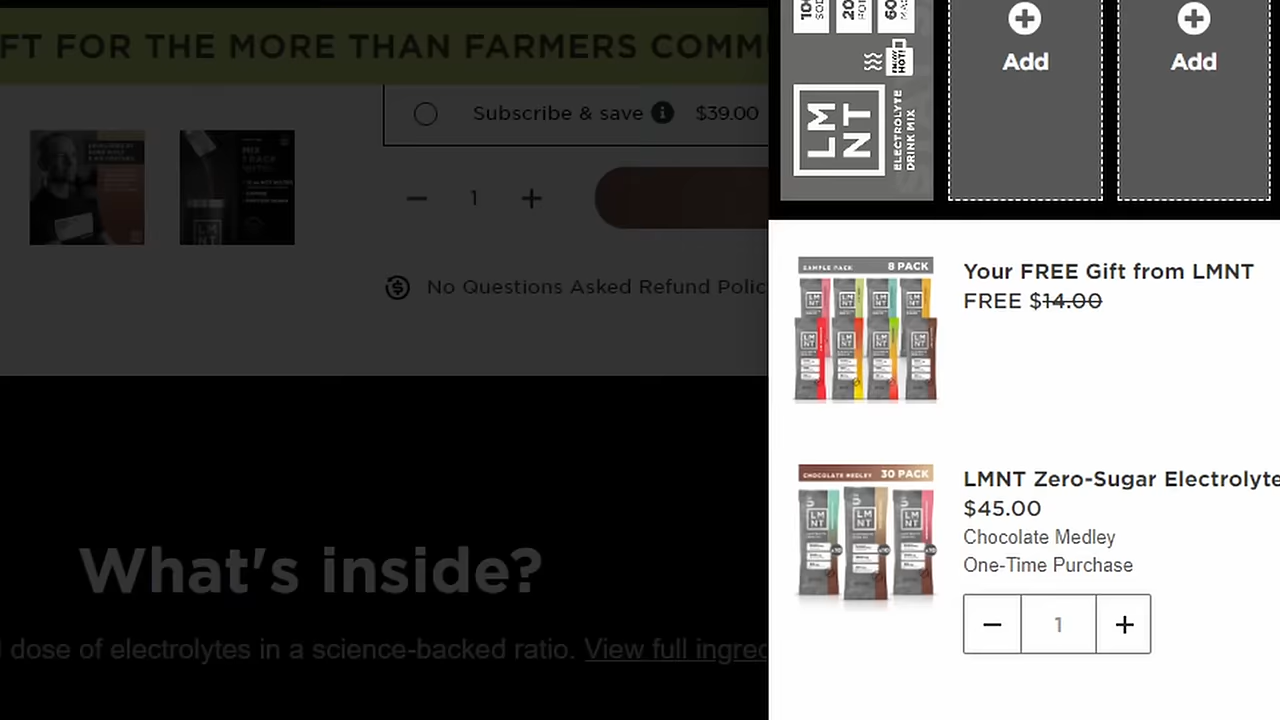 FT FOR THE MORE THAN FARMERS COMM
Subscribe & save $39.00
1
No Questions Asked Refund Polic
What's inside?
dose of electrolytes in a science-backed ratio. View full ingre
ENJOY HOT!
LMNT
ELECTROLYTE
DRINK MIX
Add
Add
SAMPLE PACK 8 PACK
Your FREE Gift from LMNT
FREE $14.00
CHOCOLATE MEDLEY 30 PACK
LMNT Zero-Sugar Electrolyte
$45.00
Chocolate Medley
One-Time Purchase
1